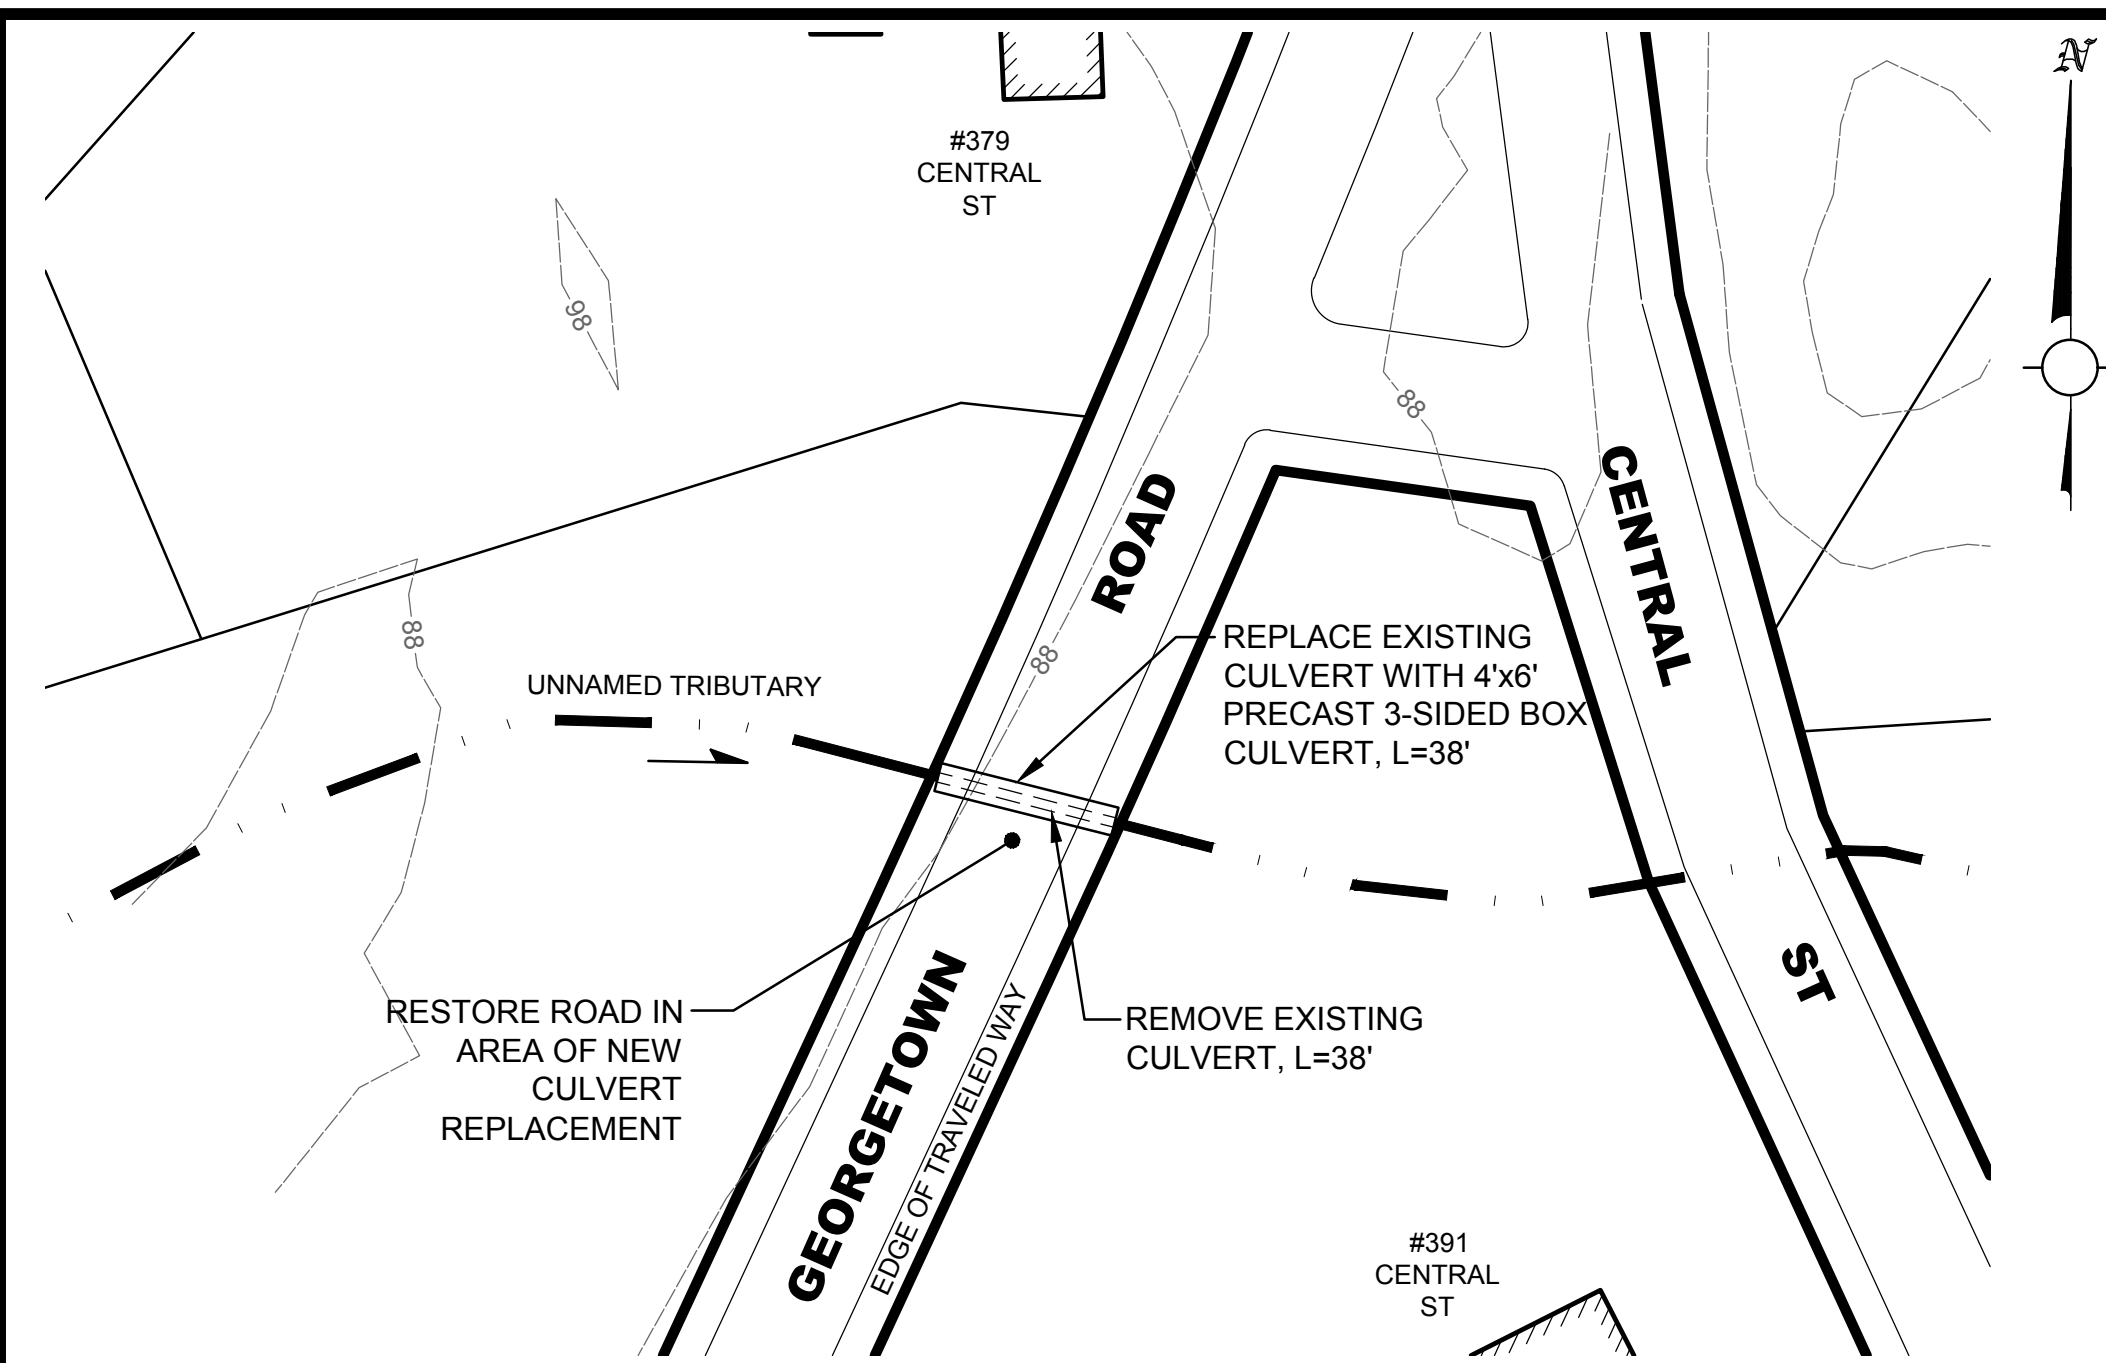 N
#379
CENTRAL
ST
98
88
ROAD
CENTRAL
REPLACE EXISTING
CULVERT WITH 4'x6'
PRECAST 3-SIDED BOX
CULVERT, L=38'
88
88
UNNAMED TRIBUTARY
GEORGETOWN
ST
EDGE OF TRAVELED WAY
RESTORE ROAD IN
AREA OF NEW
CULVERT
REPLACEMENT
REMOVE EXISTING
CULVERT, L=38'
#391
CENTRAL
ST